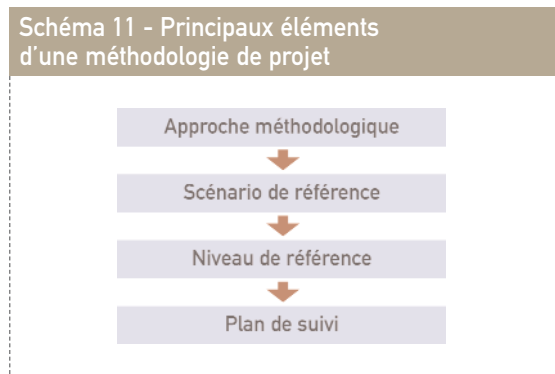 Schéma 11 - Principaux éléments
d'une méthodologie de projet
Approche méthodologique
Scénario de référence
Niveau de référence
Plan de suivi